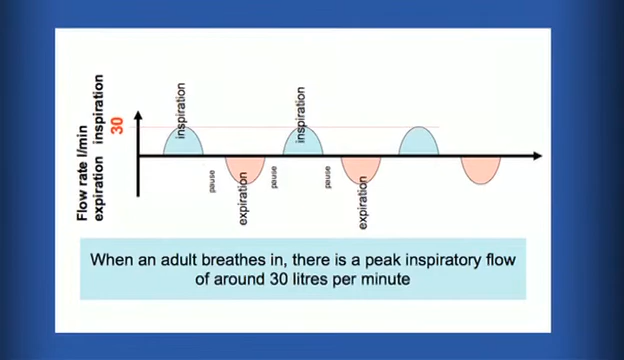 Flow rate l/min
expiration inspiration
30
inspiration
pause
expiration
pause
inspiration
pause
expiration
When an adult breathes in, there is a peak inspiratory flow
of around 30 litres per minute